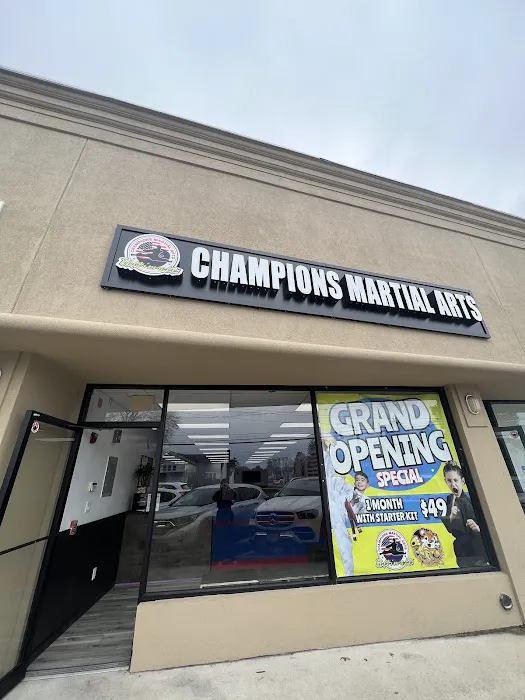 CHAMPIONS MARTIAL ARTS
GRAND
OPENING
SPECIAL
1 MONTH
WITH STARTER KIT
$49